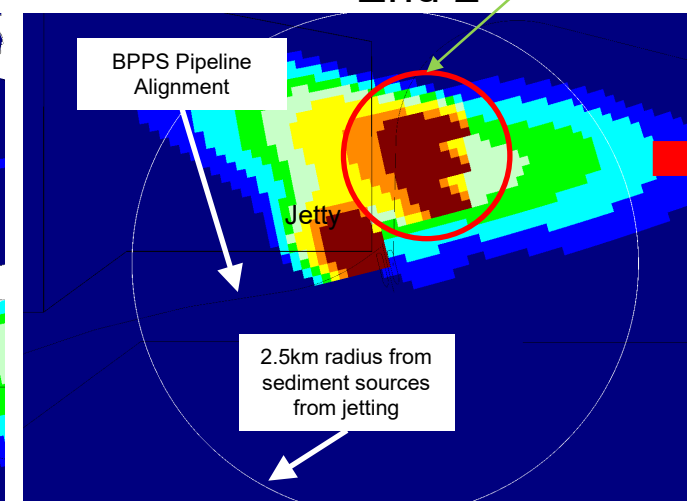 BPPS Pipeline
Alignment
Jetty
2.5km radius from
sediment sources
from jetting